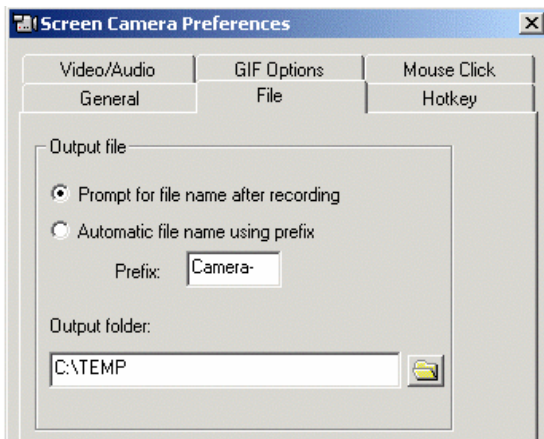 Screen Camera Preferences
Video/Audio GIF Options Mouse Click
General File Hotkey
Output file
Prompt for file name after recording
Automatic file name using prefix
Prefix: Camera-
Output folder:
C:\TEMP